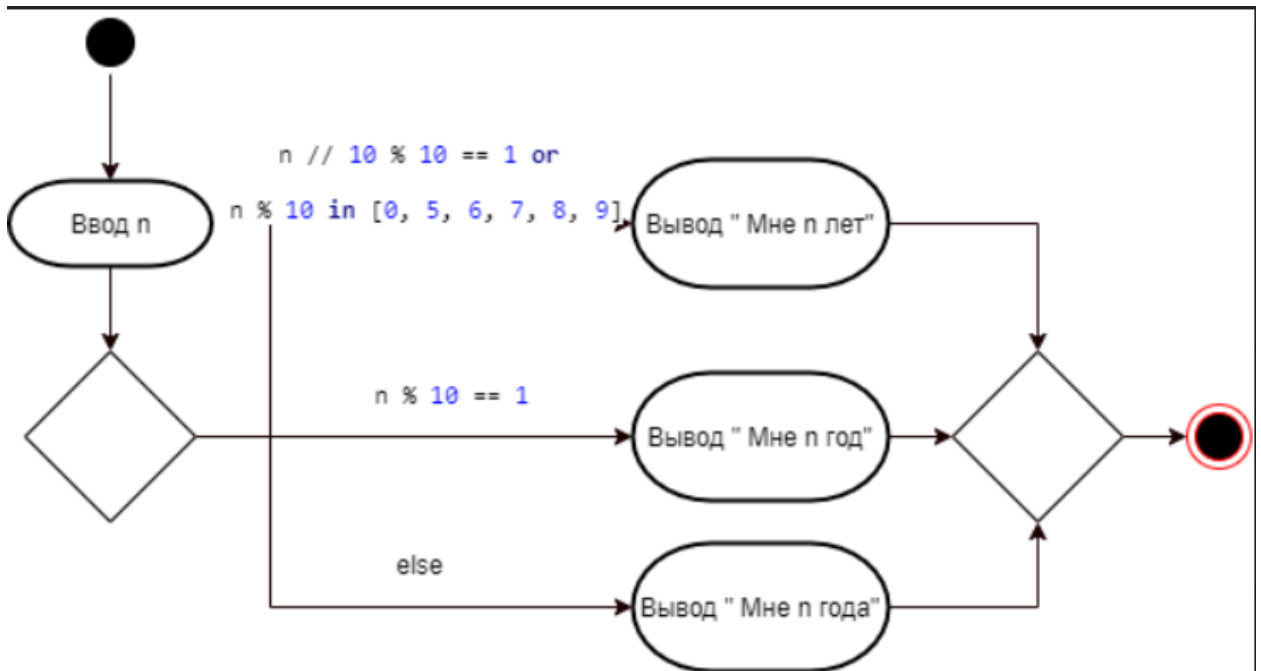 n // 10 % 10 == 1 or
n % 10 in [0, 5, 6, 7, 8, 9]
Ввод n
Вывод " Мне n лет"
n % 10 == 1
Вывод " Мне n год"
else
Вывод " Мне n года"